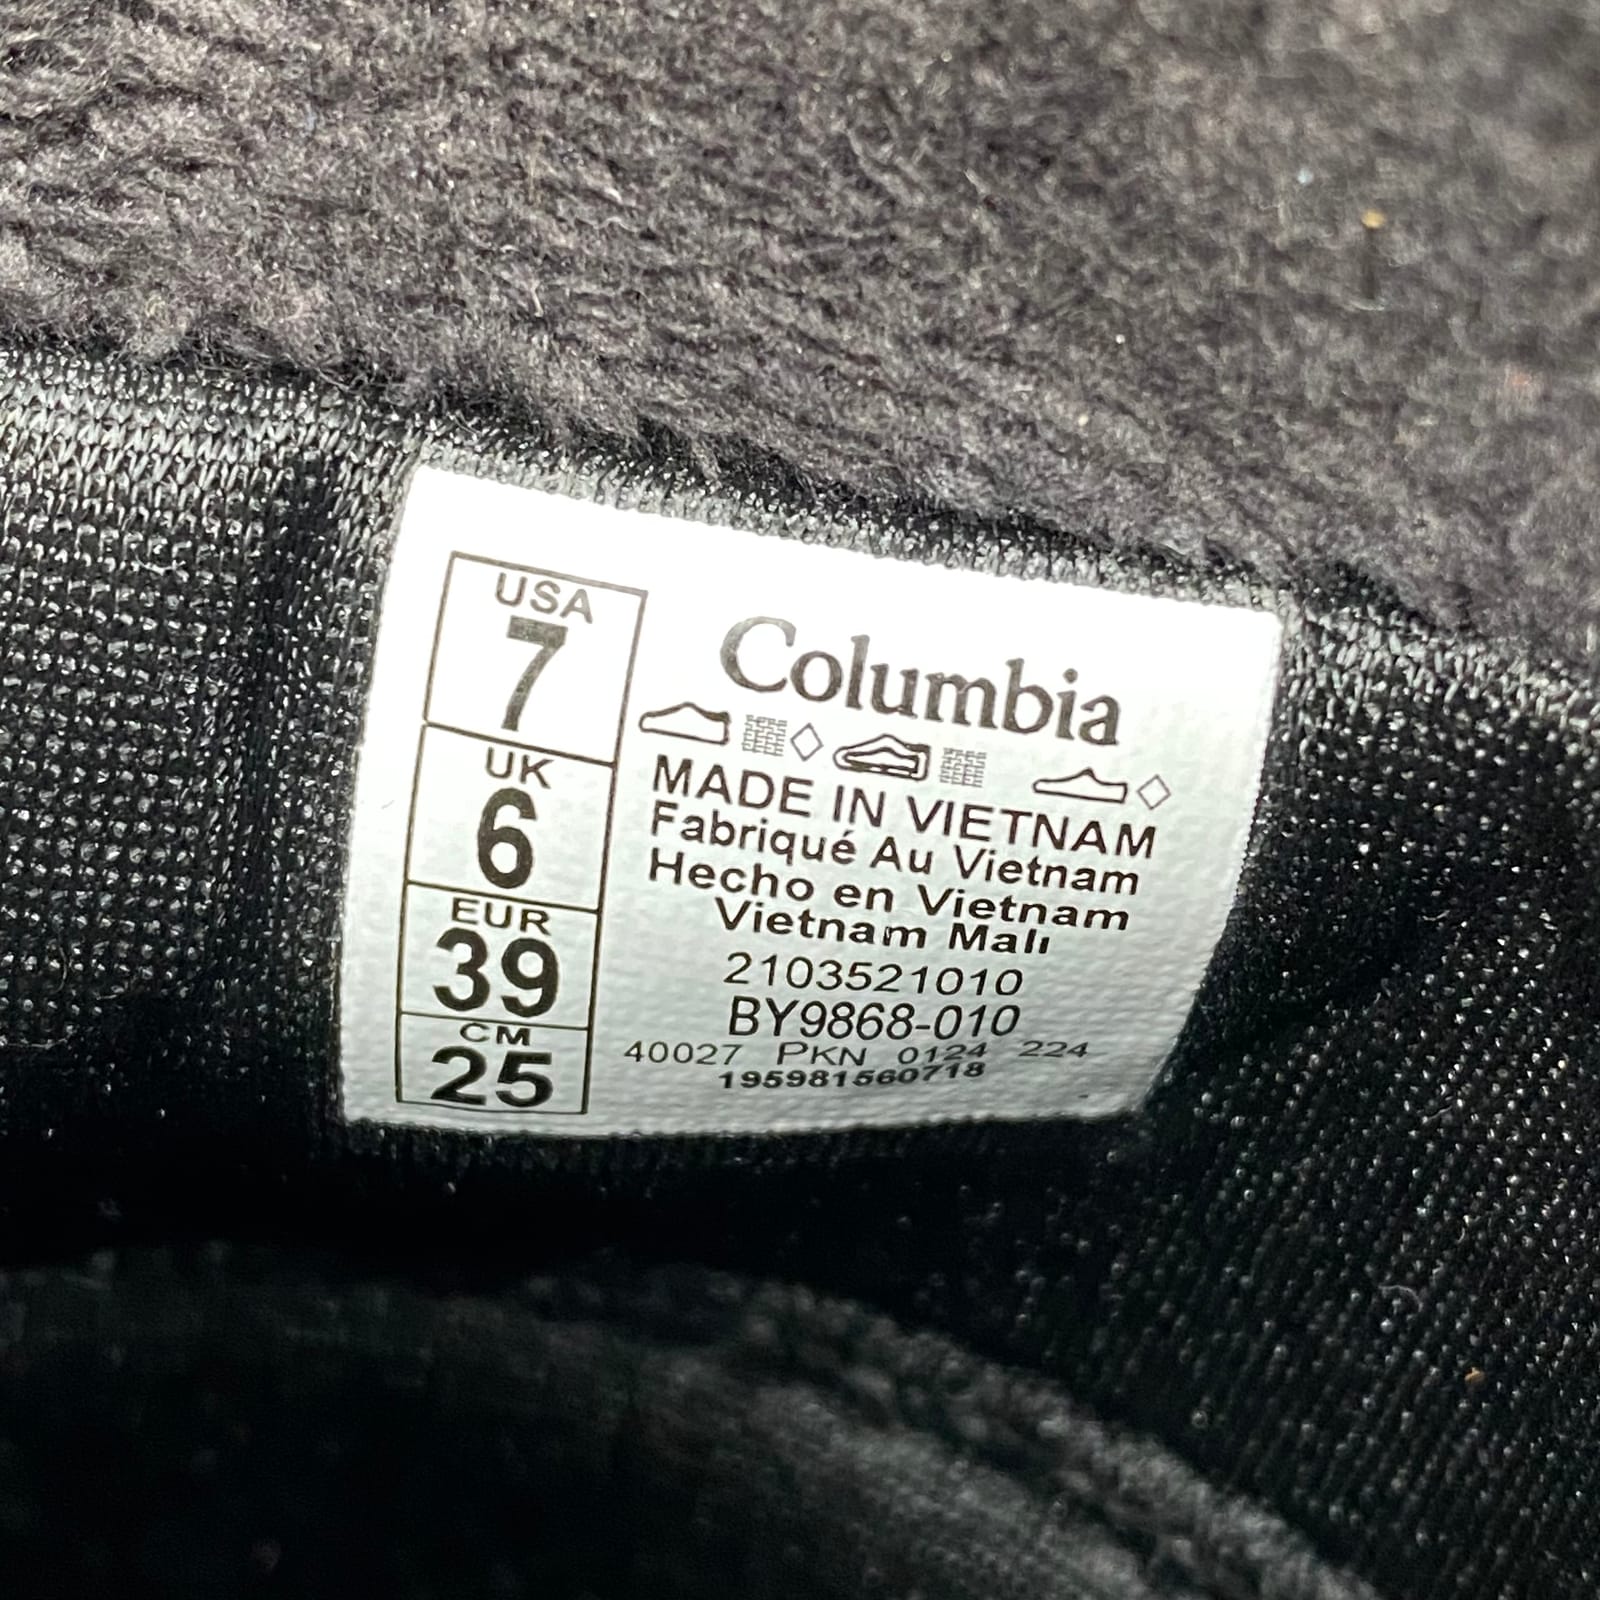 USA
7
UK
6
EUR
39
CM
25
Columbia
MADE IN VIETNAM
Fabriqué Au Vietnam
Hecho en Vietnam
Vietnam Malı
2103521010
BY9868-010
40027 PKN 0124 224
195981560718